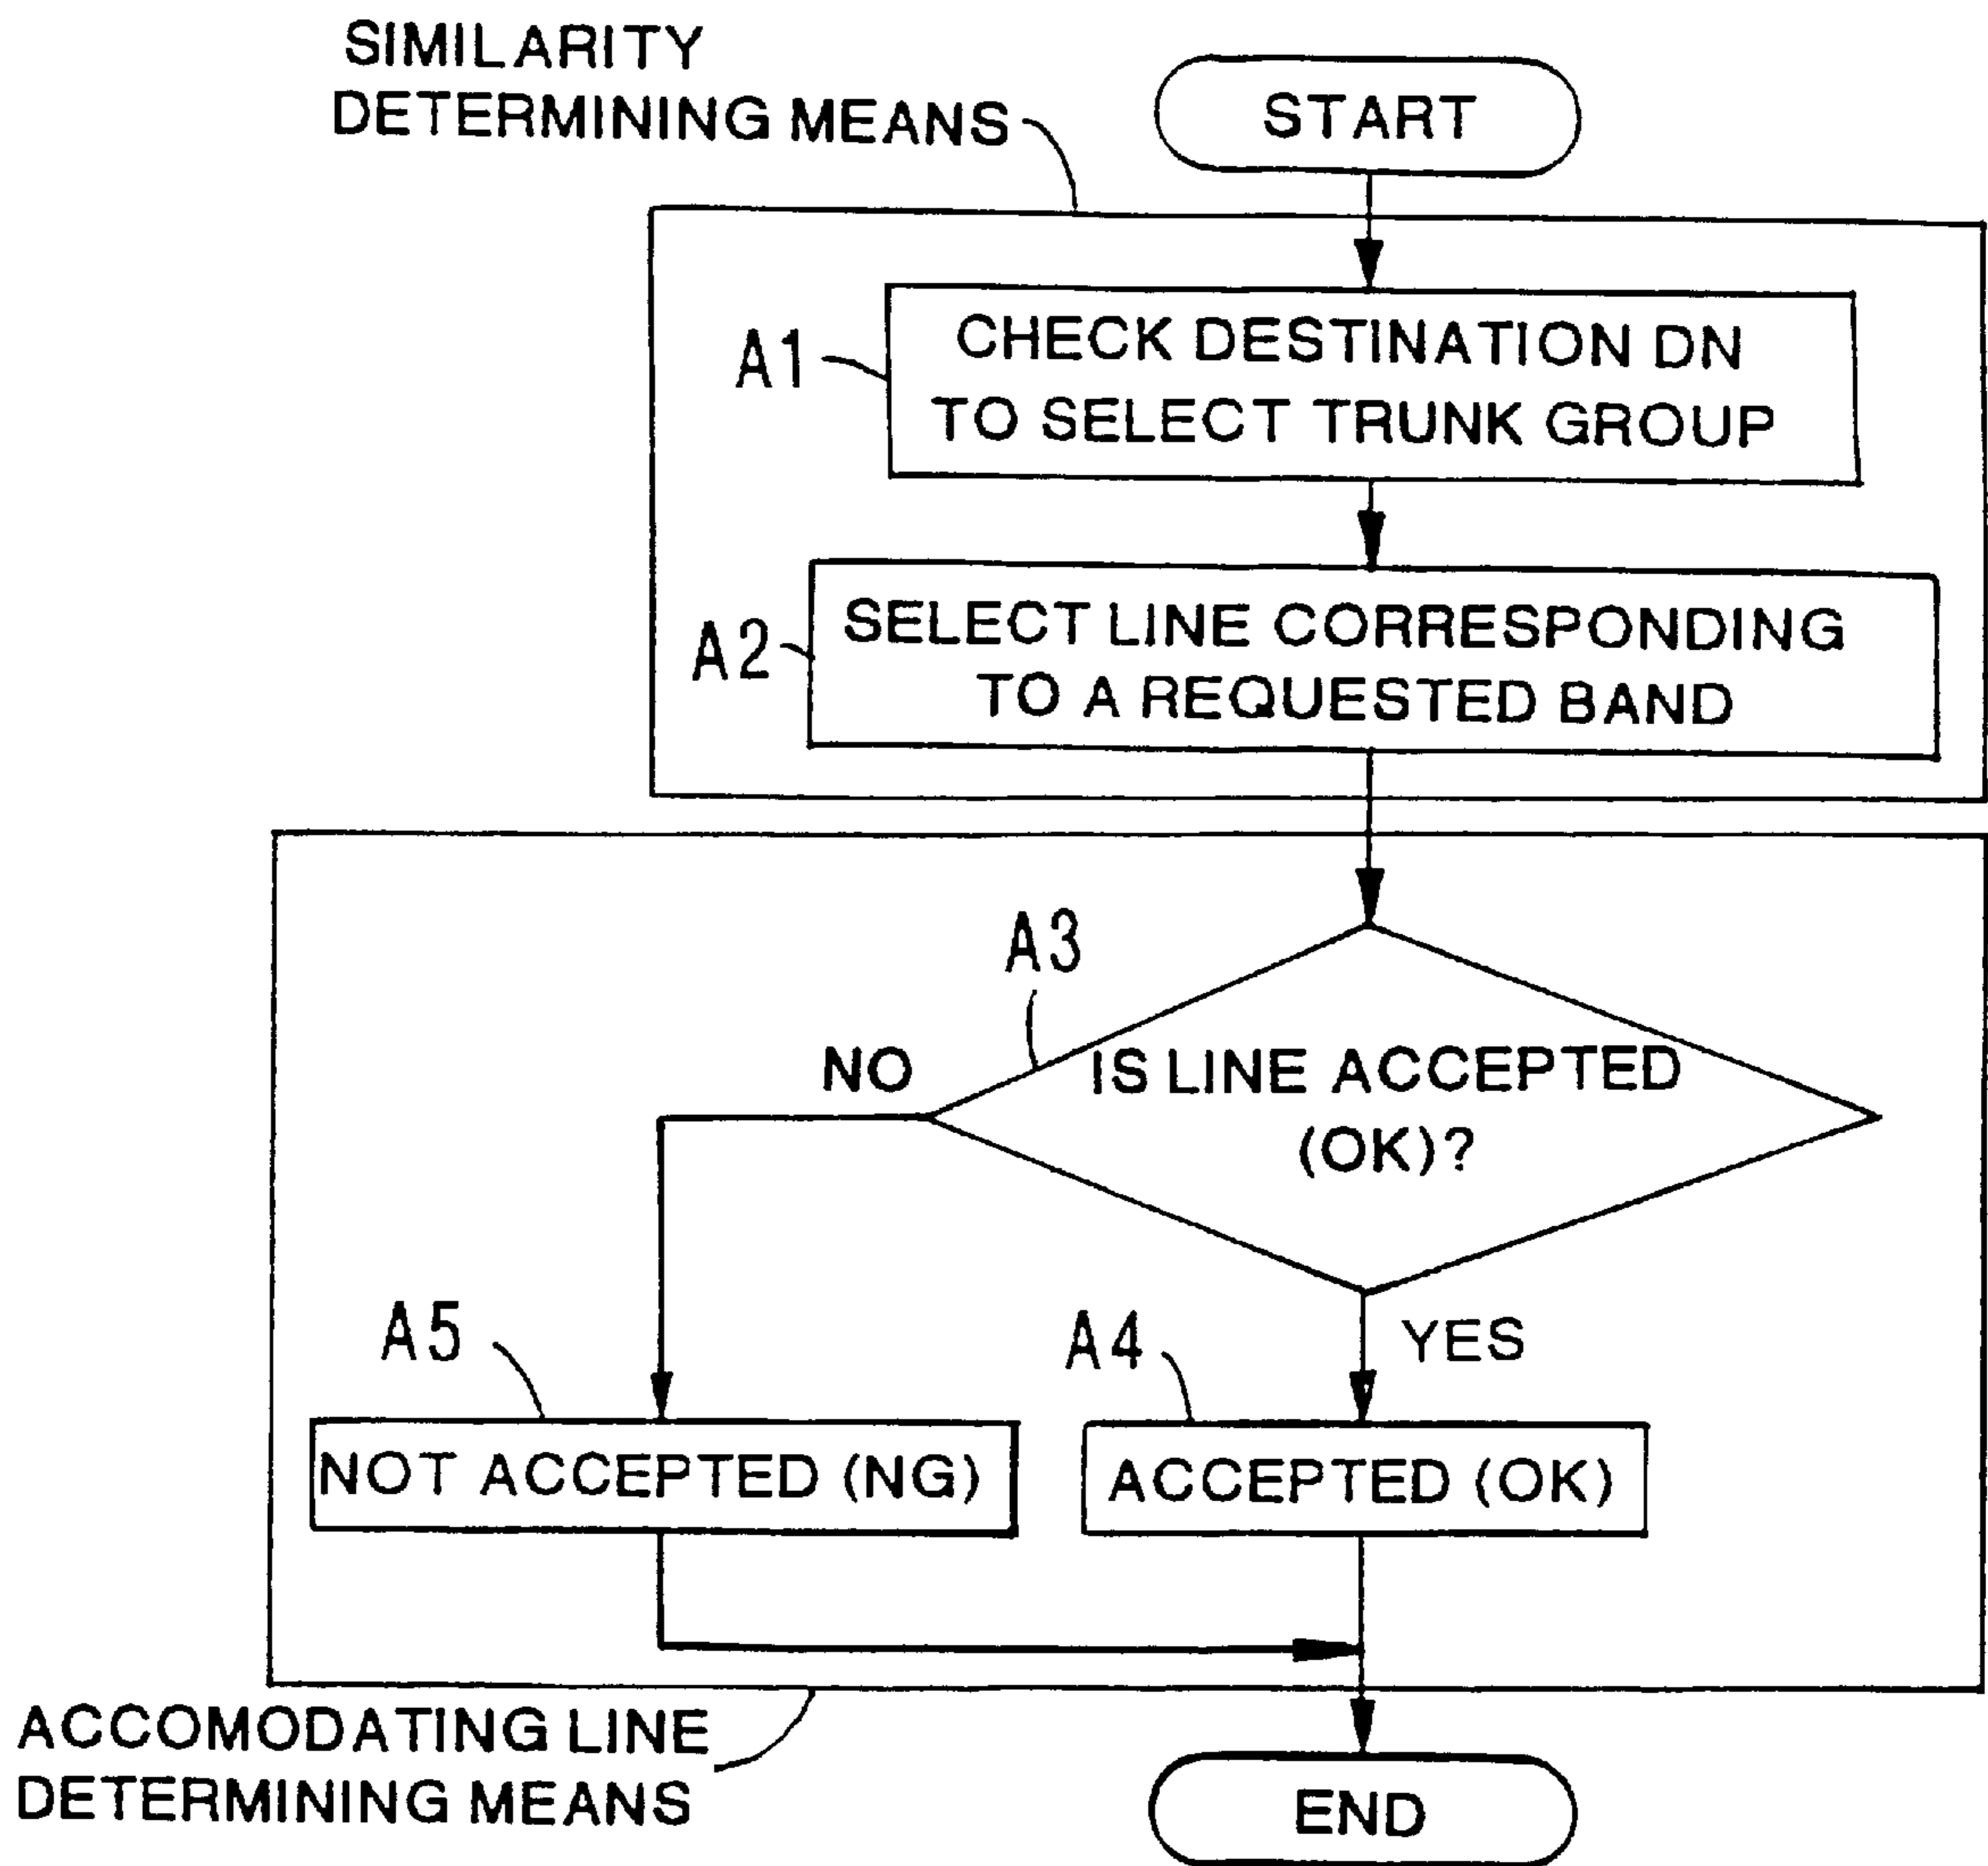 SIMILARITY
DETERMINING MEANS
START
A1
CHECK DESTINATION DN
TO SELECT TRUNK GROUP
A2
SELECT LINE CORRESPONDING
TO A REQUESTED BAND
A3
NO
IS LINE ACCEPTED
(OK)?
A5
A4
YES
NOT ACCEPTED (NG)
ACCEPTED (OK)
ACCOMODATING LINE
DETERMINING MEANS
END